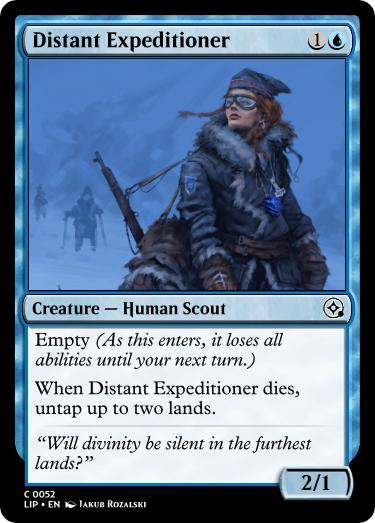 Distant Expeditioner 1
Creature — Human Scout
Empty (As this enters, it loses all
abilities until your next turn.)
When Distant Expeditioner dies,
untap up to two lands.
“Will divinity be silent in the furthest
lands?”
2/1
C 0052
LIP • EN Jakub Rozalski